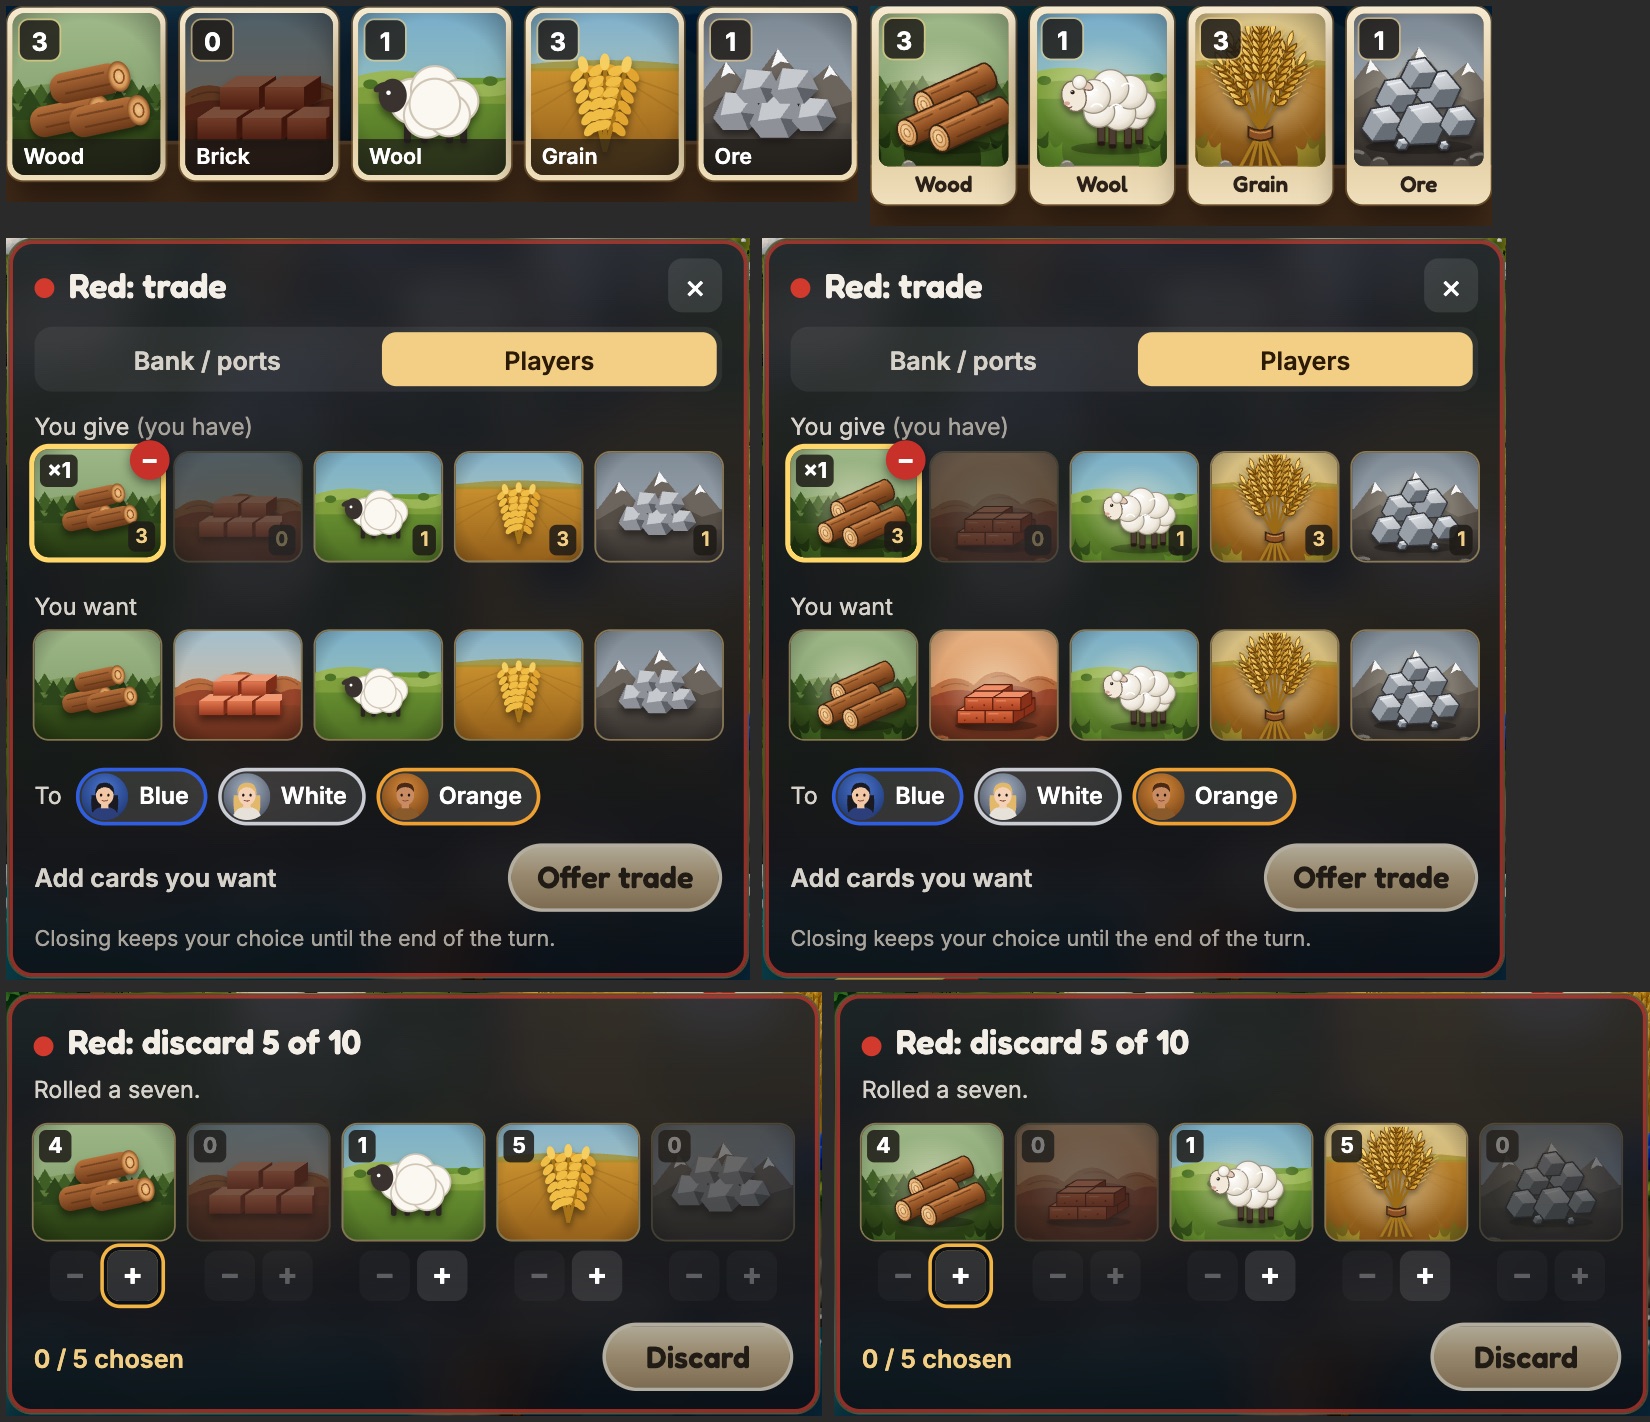 3 0 1 3 1
Wood Brick Wool Grain Ore
3 1 3 1
Wood Wool Grain Ore
Red: trade ×
Bank / ports Players
You give (you have)
×1 −
3 0 1 3 1
You want
To Blue White Orange
Add cards you want Offer trade
Closing keeps your choice until the end of the turn.
Red: trade ×
Bank / ports Players
You give (you have)
×1 −
3 0 1 3 1
You want
To Blue White Orange
Add cards you want Offer trade
Closing keeps your choice until the end of the turn.
Red: discard 5 of 10
Rolled a seven.
4 0 1 5 0
− + − + − + − + − +
0 / 5 chosen Discard
Red: discard 5 of 10
Rolled a seven.
4 0 1 5 0
− + − + − + − + − +
0 / 5 chosen Discard